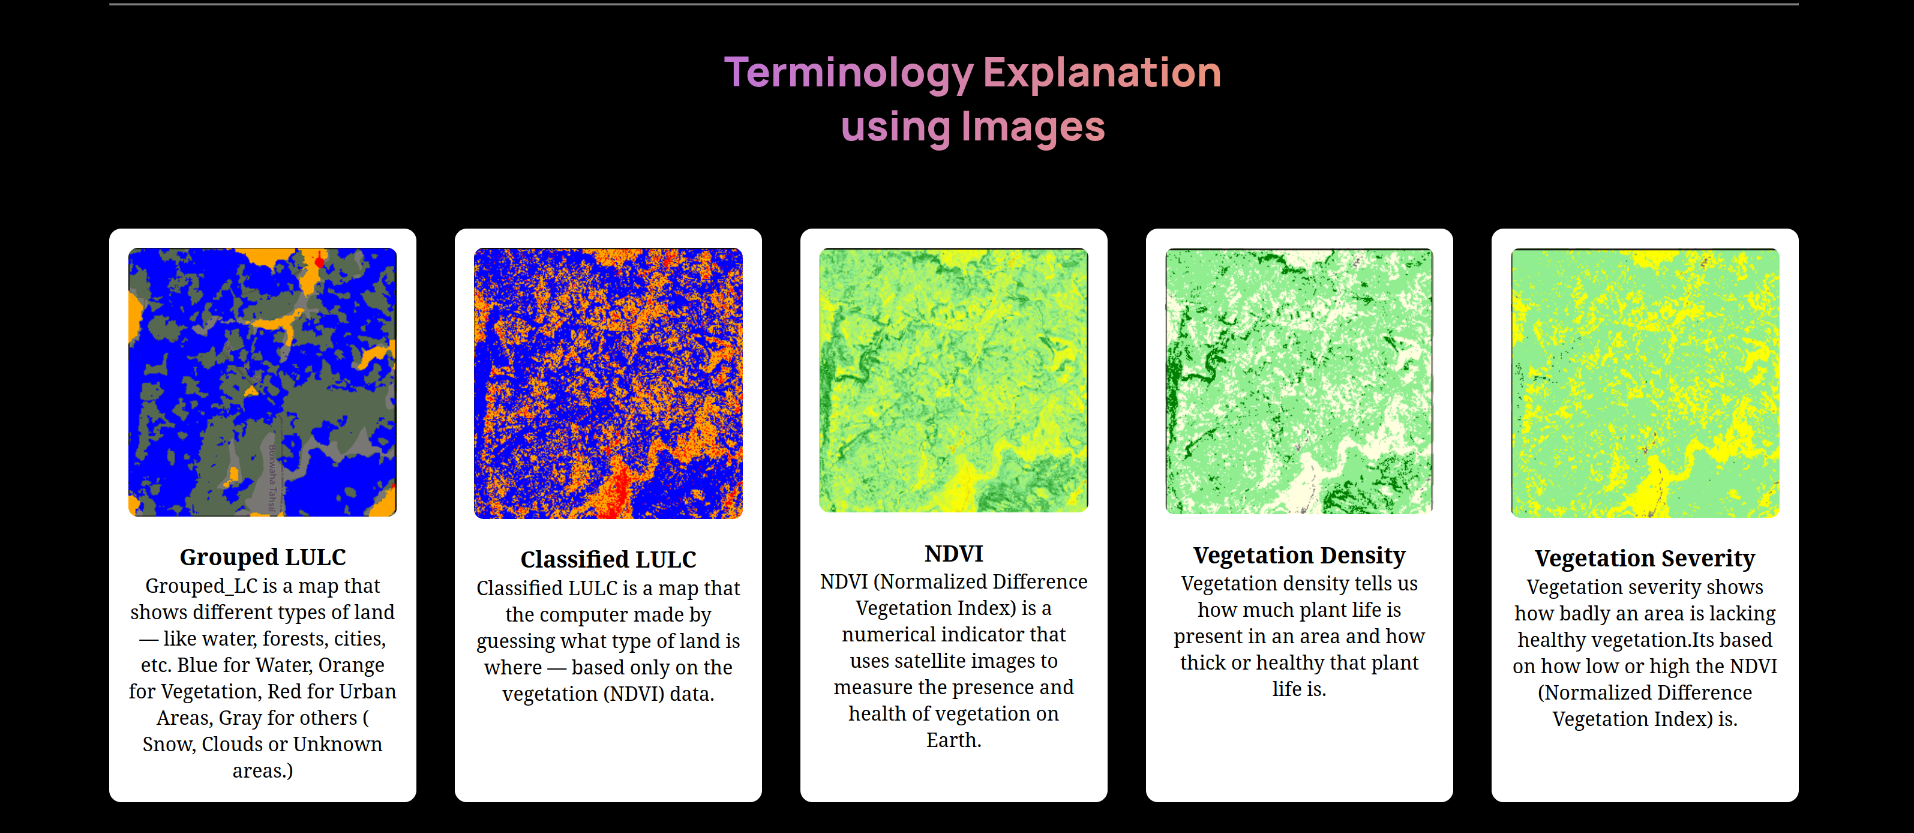 Terminology Explanation
using Images
Buxwaha Tahsil
Grouped LULC
Grouped_LC is a map that
shows different types of land
— like water, forests, cities,
etc. Blue for Water, Orange
for Vegetation, Red for Urban
Areas, Gray for others (
Snow, Clouds or Unknown
areas.)
Classified LULC
Classified LULC is a map that
the computer made by
guessing what type of land is
where — based only on the
vegetation (NDVI) data.
NDVI
NDVI (Normalized Difference
Vegetation Index) is a
numerical indicator that
uses satellite images to
measure the presence and
health of vegetation on
Earth.
Vegetation Density
Vegetation density tells us
how much plant life is
present in an area and how
thick or healthy that plant
life is.
Vegetation Severity
Vegetation severity shows
how badly an area is lacking
healthy vegetation.Its based
on how low or high the NDVI
(Normalized Difference
Vegetation Index) is.